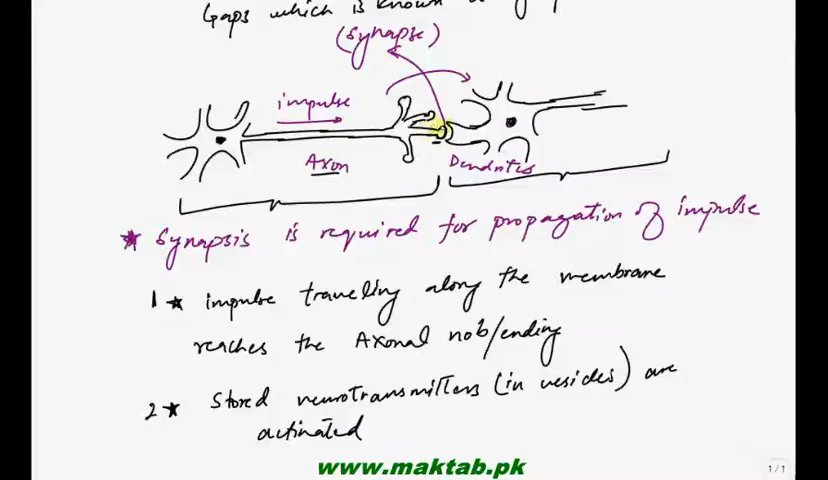 Gaps which is known
(synapse)
impulse
Axon
Dendrites
* Synapsis is required for propagation of impulse
1 * impulse traveling along the membrane
reaches the Axonal nob/ending
2 * Stored neurotransmitters (in vesicles) are
activated
www.maktab.pk
1/1